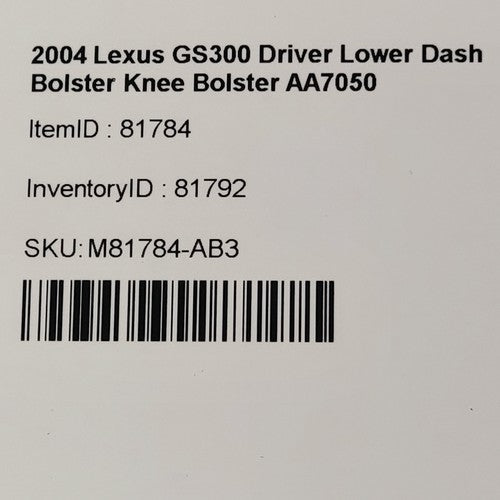 2004 Lexus GS300 Driver Lower Dash
Bolster Knee Bolster AA7050
ItemID : 81784
InventoryID : 81792
SKU: M81784-AB3